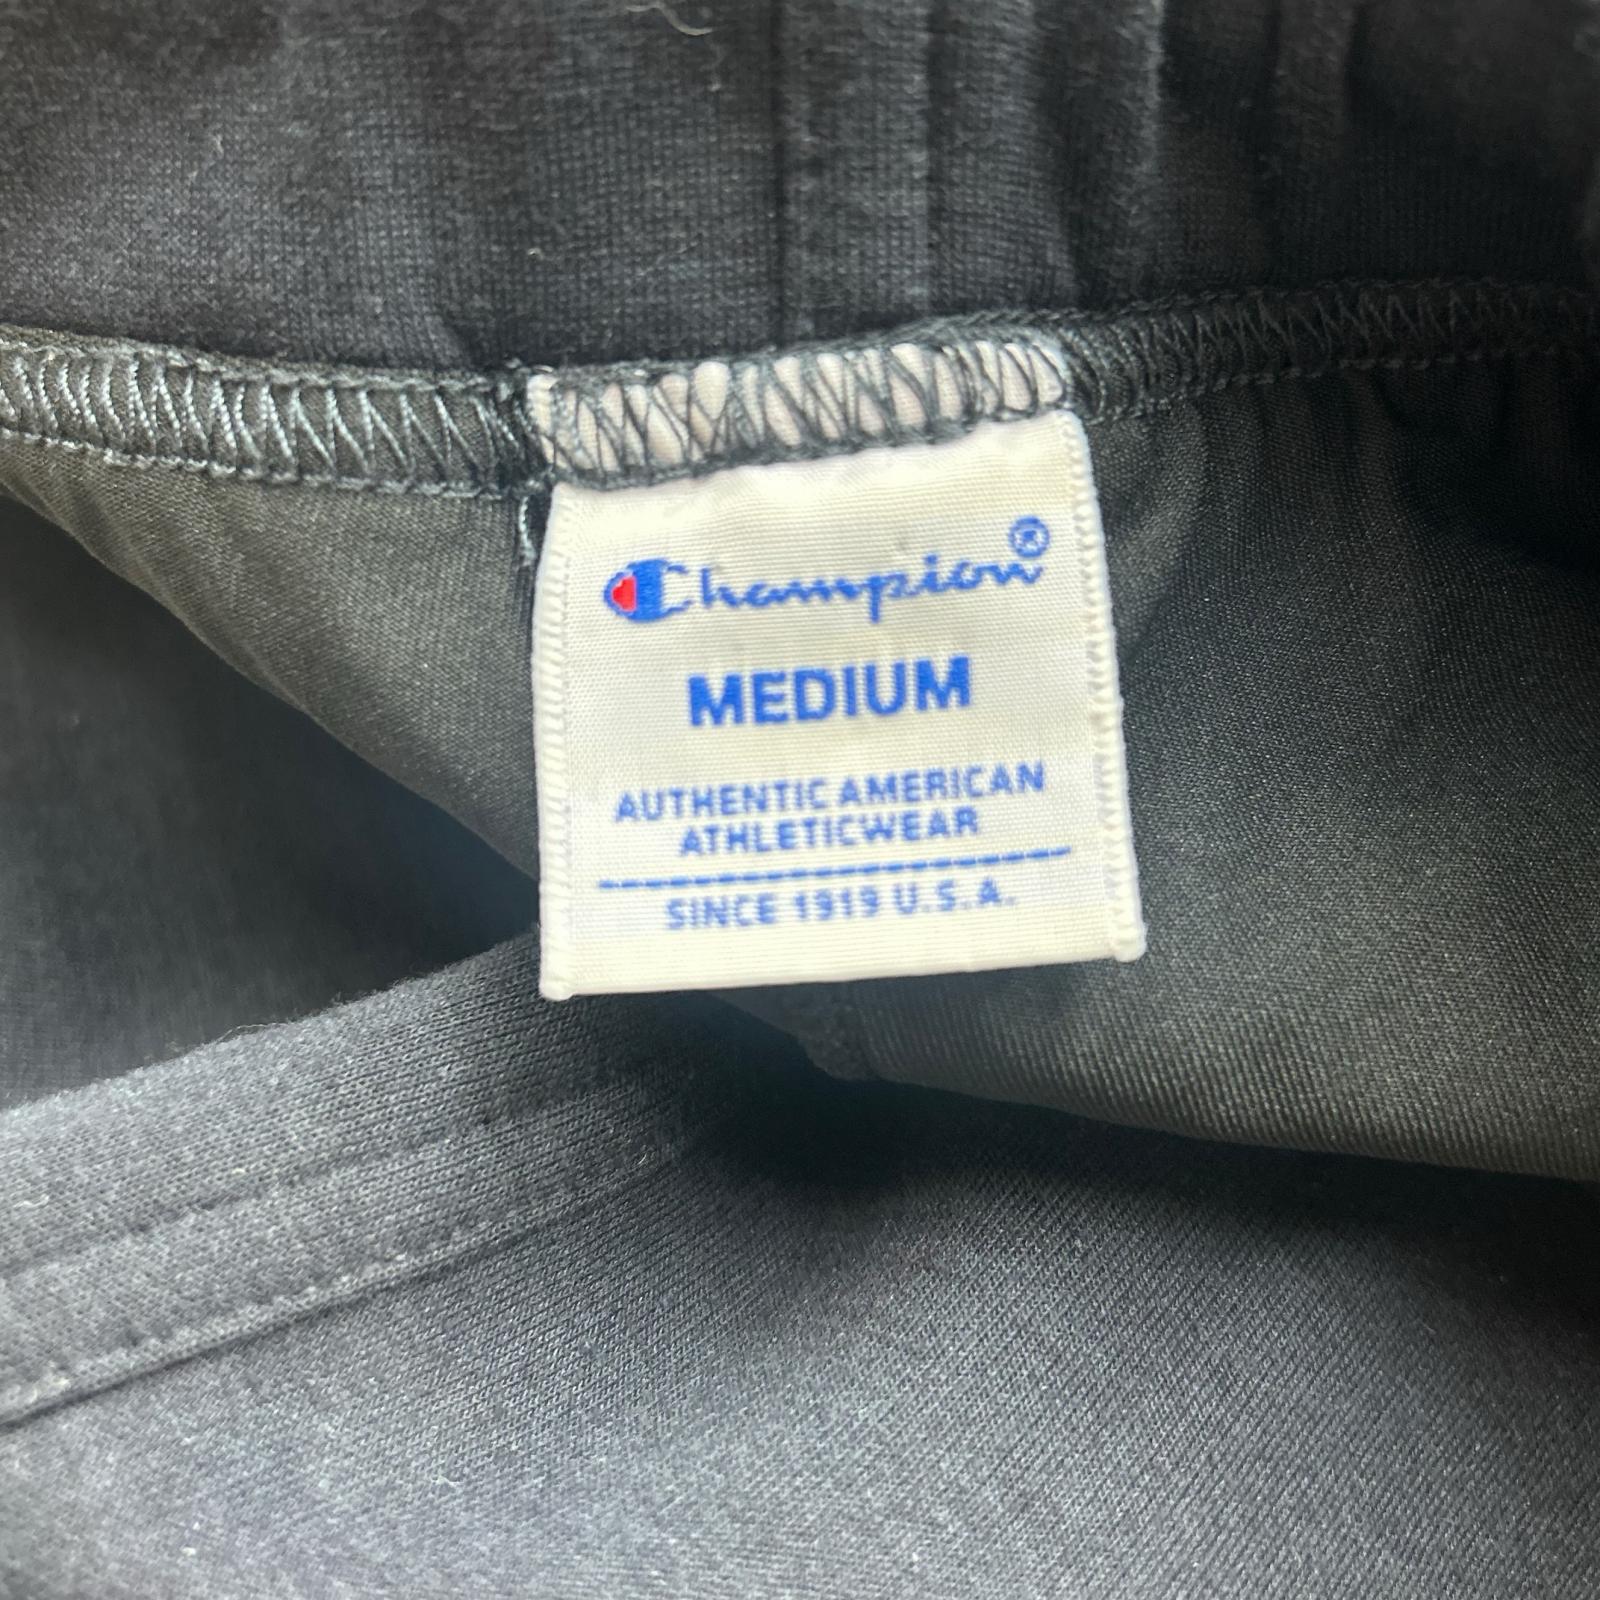 Champion®
MEDIUM
AUTHENTIC AMERICAN
ATHLETICWEAR
SINCE 1919 U.S.A.